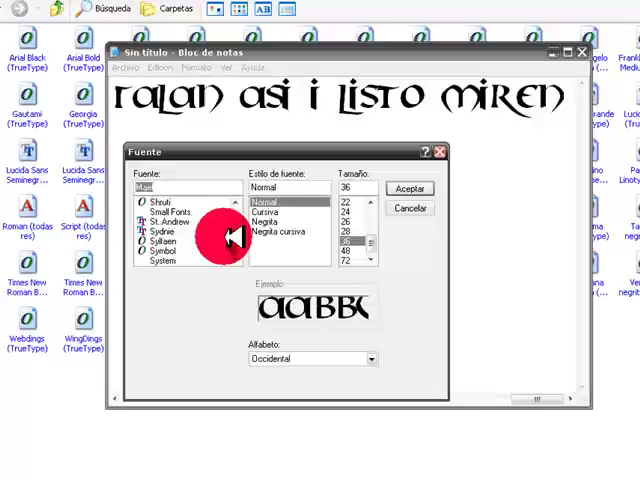 Búsqueda
Carpetas
Arial Black
(TrueType)
Arial Bold
(TrueType)
Sin título - Bloc de notas
Archivo Edición Formato Ver Ayuda
ralan asi i listo miren
Gautami
(TrueType)
Georgia
(TrueType)
Lucida Sans
Seminegr...
Lucida Sans
Seminegr...
Roman (todas
res)
Script (todas
res)
Times New
Roman B...
Times New
Roman B...
Webdings
(TrueType)
WingDings
(TrueType)
Fuente
Fuente:
Shruti
Small Fonts
St. Andrew
Sydnie
Sylfaen
Symbol
System
Estilo de fuente:
Normal
Normal
Cursiva
Negrita
Negrita cursiva
Tamaño:
36
22
24
26
28
36
48
72
Aceptar
Cancelar
Ejemplo
AaBb
Alfabeto:
Occidental